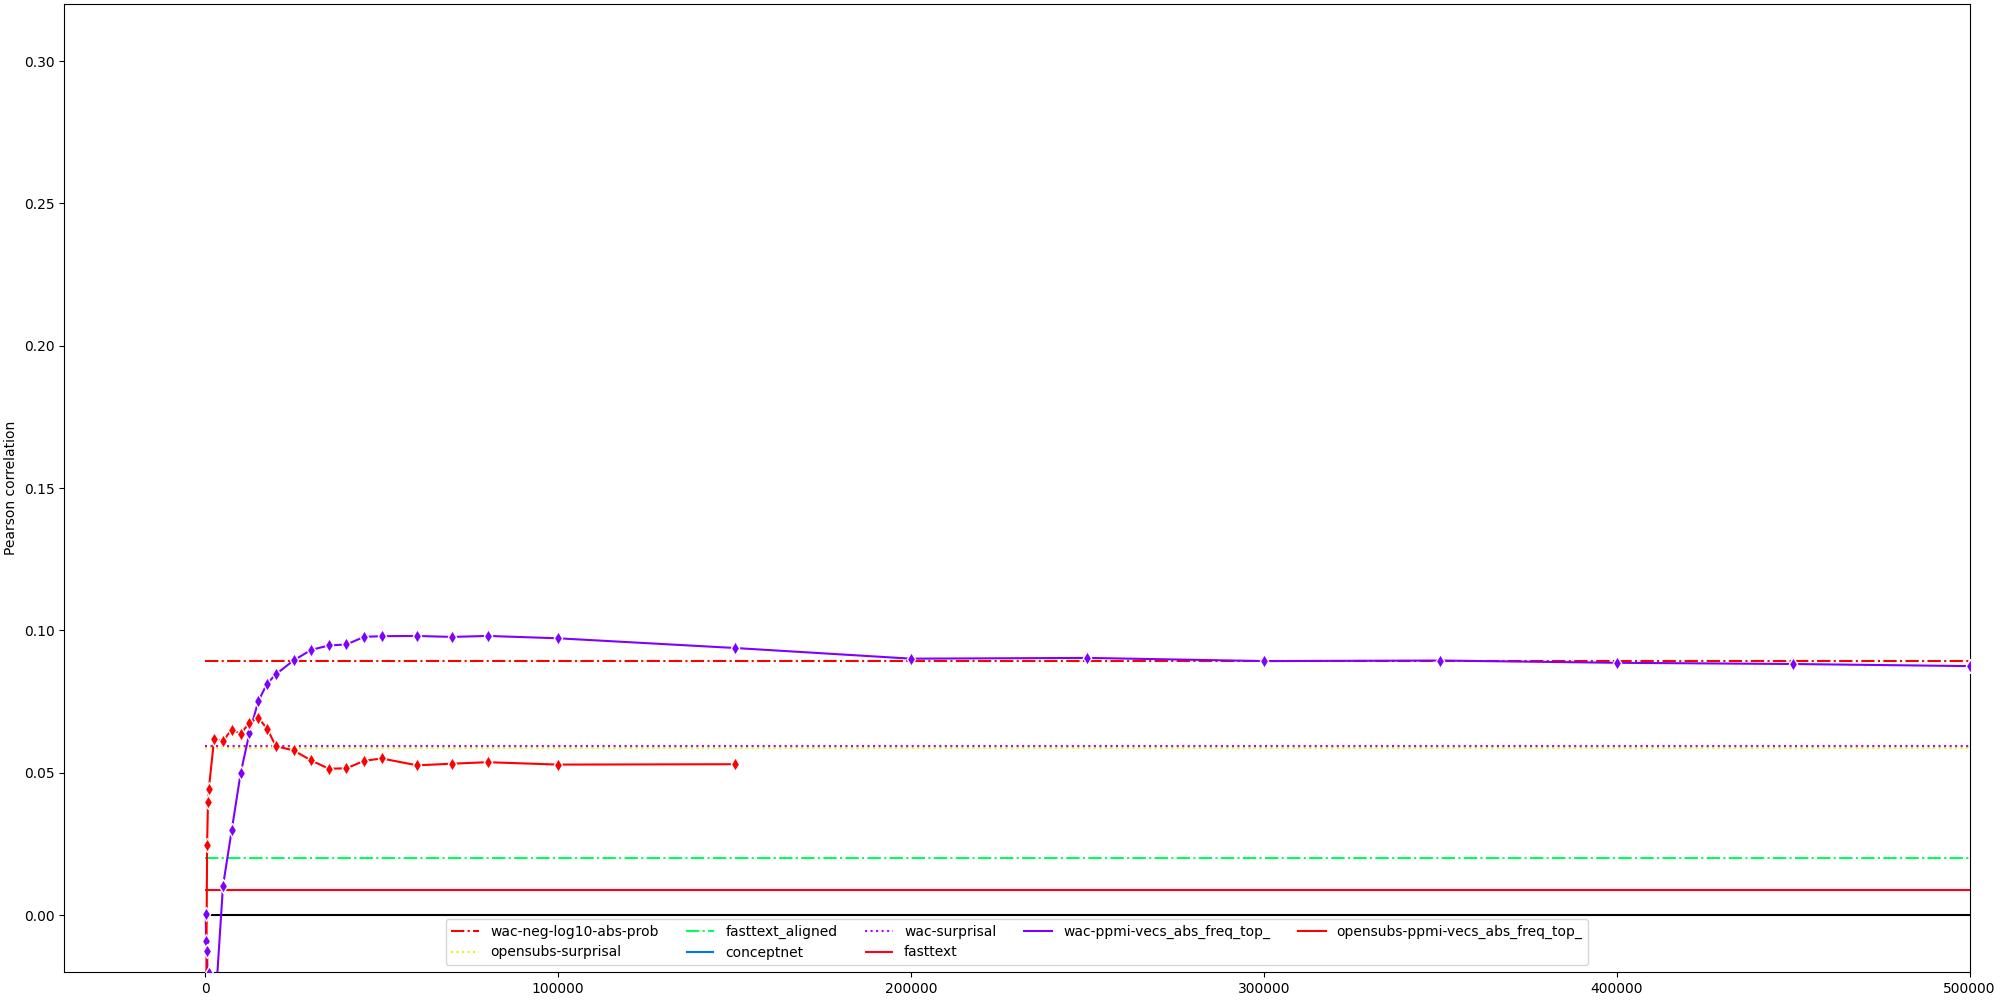 0.30
0.25
0.20
0.15
0.10
0.05
0.00
Pearson correlation
wac-neg-log10-abs-prob
opensubs-surprisal
fasttext_aligned
conceptnet
wac-surprisal
fasttext
wac-ppmi-vecs_abs_freq_top_
opensubs-ppmi-vecs_abs_freq_top_
0 100000 200000 300000 400000 500000